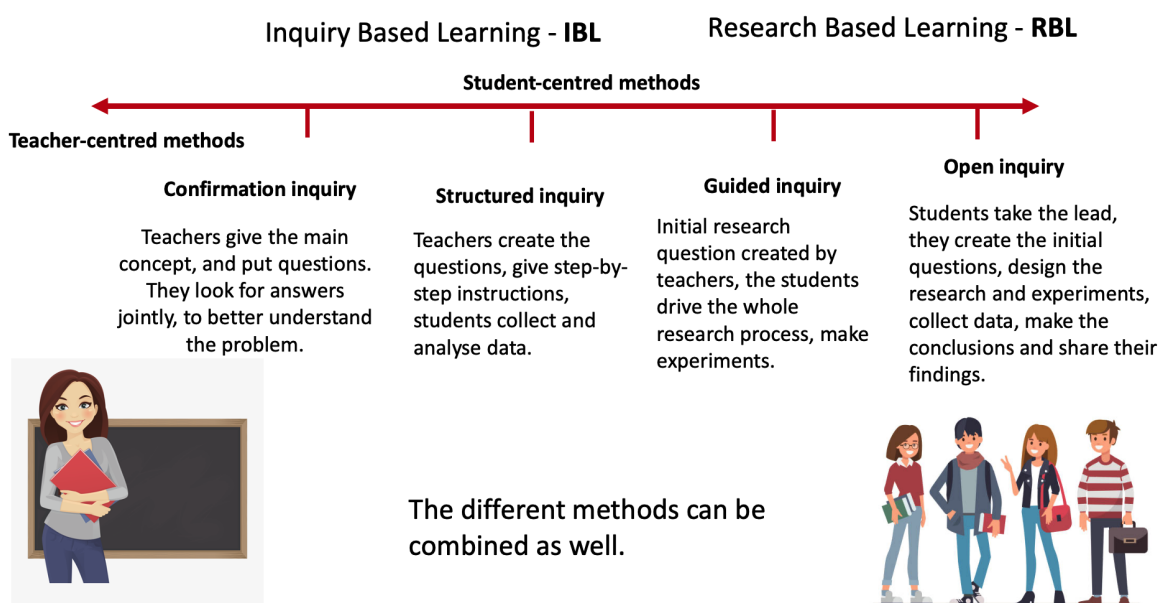 Inquiry Based Learning - IBL
Research Based Learning - RBL
Student-centred methods
Teacher-centred methods
Confirmation inquiry
Teachers give the main
concept, and put questions.
They look for answers
jointly, to better understand
the problem.
Structured inquiry
Teachers create the
questions, give step-by-
step instructions,
students collect and
analyse data.
Guided inquiry
Initial research
question created by
teachers, the students
drive the whole
research process, make
experiments.
Open inquiry
Students take the lead,
they create the initial
questions, design the
research and experiments,
collect data, make the
conclusions and share their
findings.
The different methods can be
combined as well.